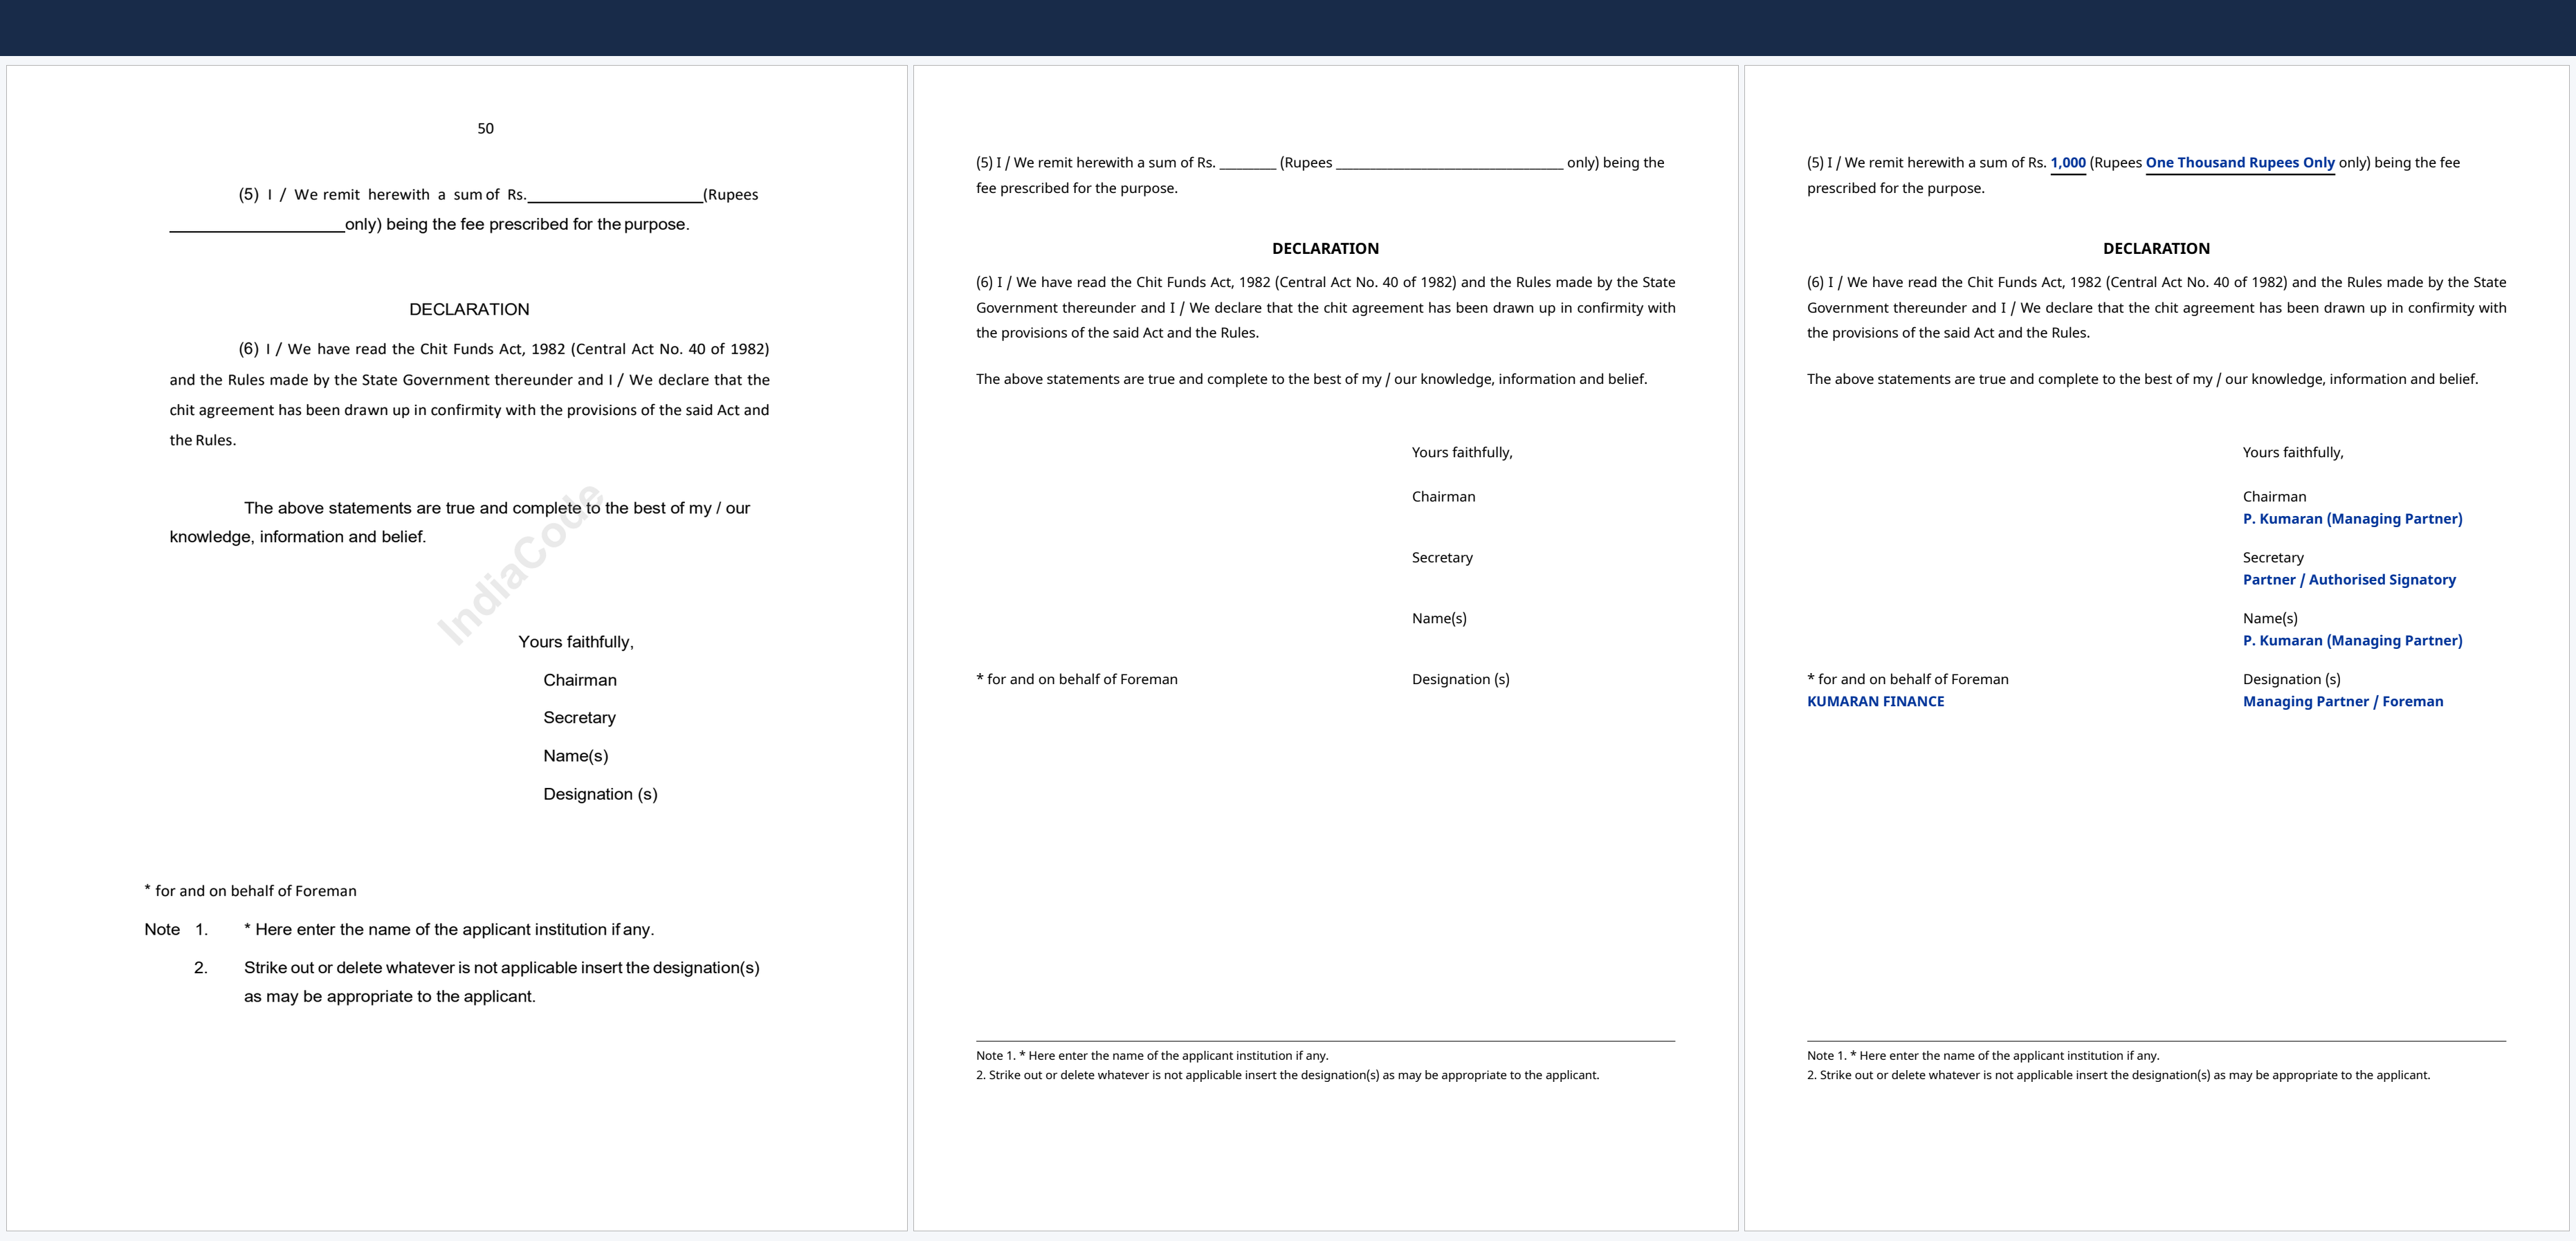 50
(5) I / We remit herewith a sum of Rs.____________________(Rupees
____________________only) being the fee prescribed for the purpose.
DECLARATION
(6) I / We have read the Chit Funds Act, 1982 (Central Act No. 40 of 1982)
and the Rules made by the State Government thereunder and I / We declare that the
chit agreement has been drawn up in confirmity with the provisions of the said Act and
the Rules.
The above statements are true and complete to the best of my / our
knowledge, information and belief.
IndiaCode
Yours faithfully,
Chairman
Secretary
Name(s)
Designation (s)
* for and on behalf of Foreman
Note 1. * Here enter the name of the applicant institution if any.
2. Strike out or delete whatever is not applicable insert the designation(s)
as may be appropriate to the applicant.
(5) I / We remit herewith a sum of Rs. ________ (Rupees ________________________________ only) being the
fee prescribed for the purpose.
DECLARATION
(6) I / We have read the Chit Funds Act, 1982 (Central Act No. 40 of 1982) and the Rules made by the State
Government thereunder and I / We declare that the chit agreement has been drawn up in confirmity with
the provisions of the said Act and the Rules.
The above statements are true and complete to the best of my / our knowledge, information and belief.
Yours faithfully,
Chairman
Secretary
Name(s)
* for and on behalf of Foreman Designation (s)
Note 1. * Here enter the name of the applicant institution if any.
2. Strike out or delete whatever is not applicable insert the designation(s) as may be appropriate to the applicant.
(5) I / We remit herewith a sum of Rs. 1,000 (Rupees One Thousand Rupees Only only) being the fee
prescribed for the purpose.
DECLARATION
(6) I / We have read the Chit Funds Act, 1982 (Central Act No. 40 of 1982) and the Rules made by the State
Government thereunder and I / We declare that the chit agreement has been drawn up in confirmity with
the provisions of the said Act and the Rules.
The above statements are true and complete to the best of my / our knowledge, information and belief.
Yours faithfully,
Chairman
P. Kumaran (Managing Partner)
Secretary
Partner / Authorised Signatory
Name(s)
P. Kumaran (Managing Partner)
* for and on behalf of Foreman Designation (s)
KUMARAN FINANCE Managing Partner / Foreman
Note 1. * Here enter the name of the applicant institution if any.
2. Strike out or delete whatever is not applicable insert the designation(s) as may be appropriate to the applicant.